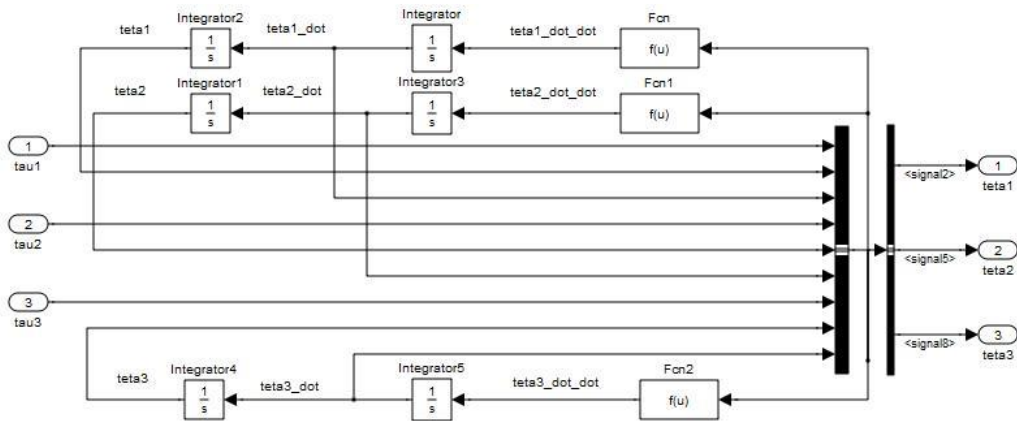 Integrator2
Integrator
Fcn
teta1
1
s
teta1_dot
1
s
teta1_dot_dot
f(u)
Integrator1
Integrator3
Fcn1
teta2
1
s
teta2_dot
1
s
teta2_dot_dot
f(u)
1
tau1
<signal2>
1
teta1
2
tau2
<signal5>
2
teta2
3
tau3
<signal8>
3
teta3
Integrator4
Integrator5
Fcn2
teta3
1
s
teta3_dot
1
s
teta3_dot_dot
f(u)